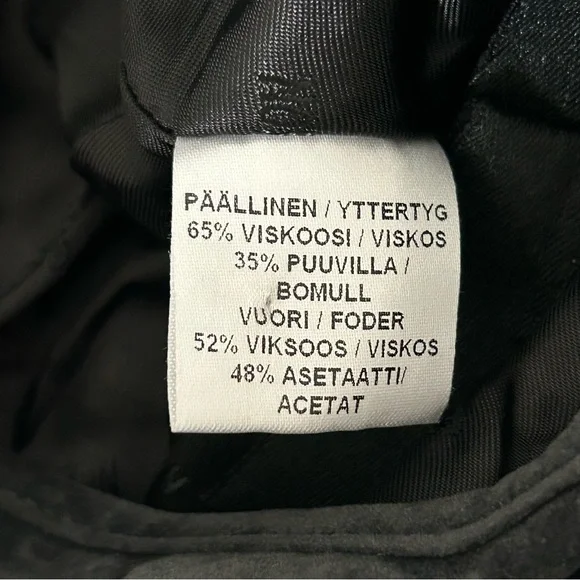 PÄÄLLINEN / YTTERTYG
65% VISKOOSI / VISKOS
35% PUUVILLA /
BOMULL
VUORI / FODER
52% VIKSOOS / VISKOS
48% ASETAATTI/
ACETAT